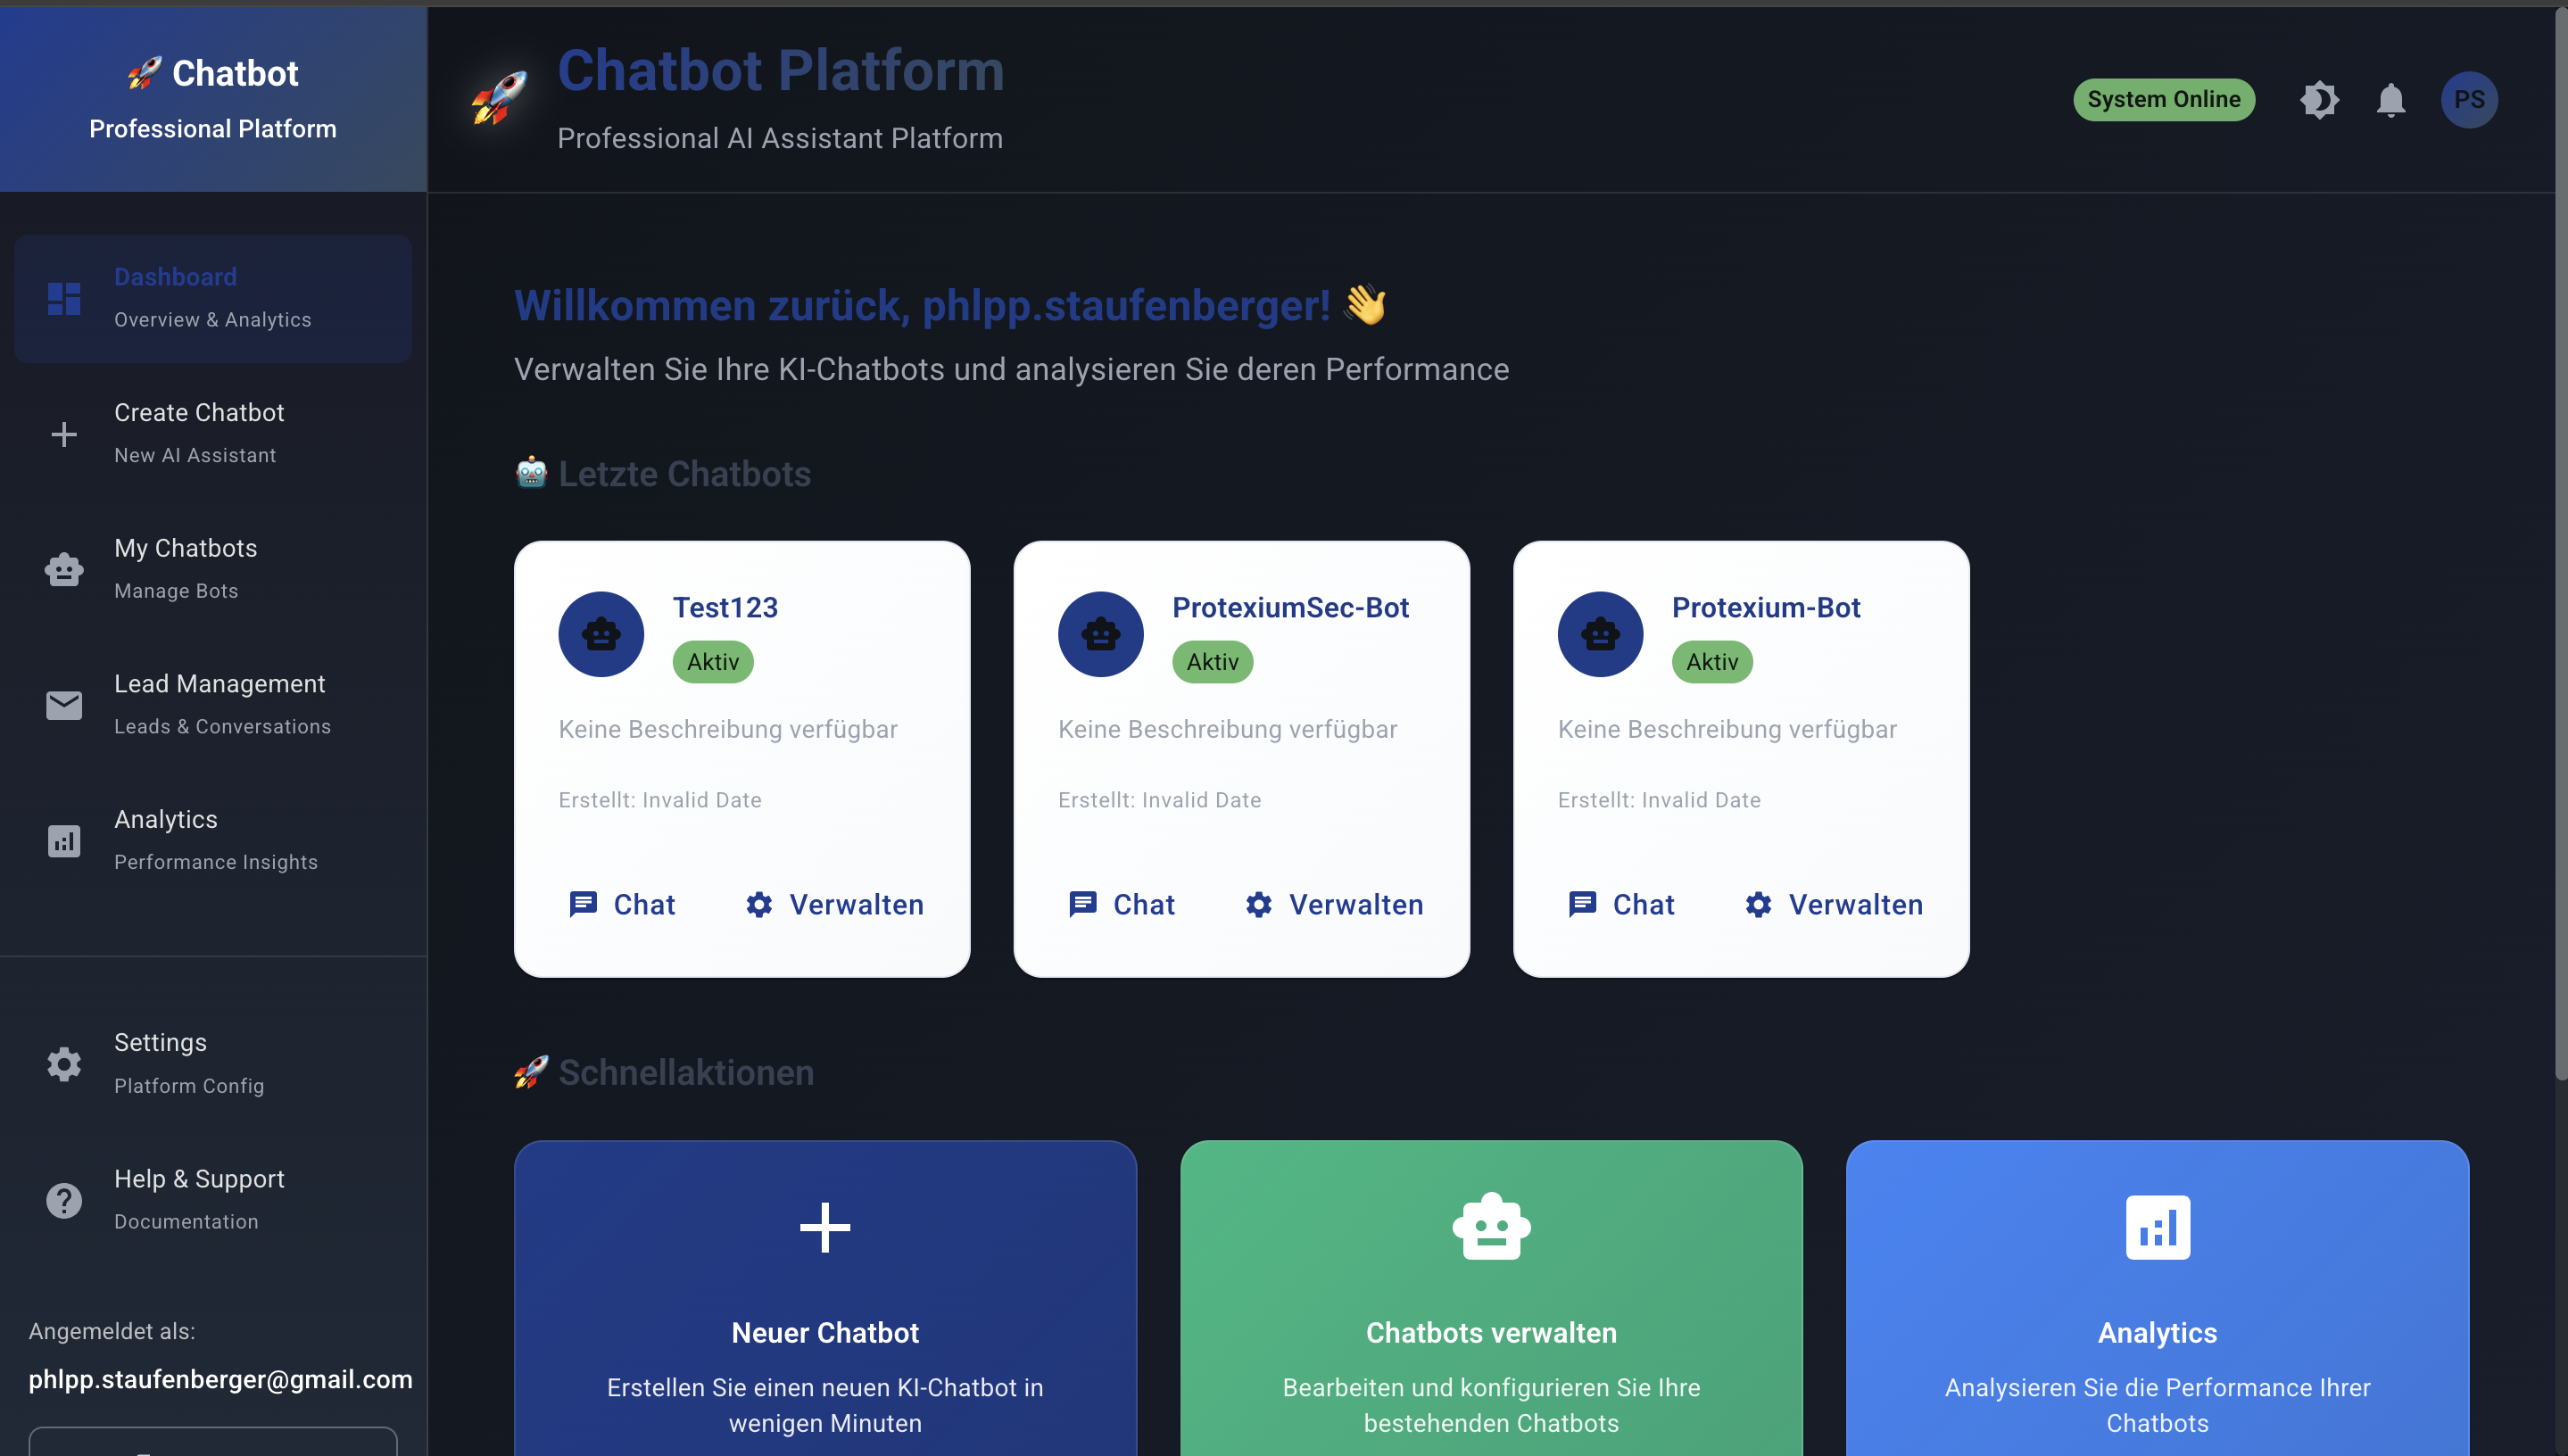 🚀 Chatbot
Professional Platform
Dashboard
Overview & Analytics
Create Chatbot
New AI Assistant
My Chatbots
Manage Bots
Lead Management
Leads & Conversations
Analytics
Performance Insights
Settings
Platform Config
Help & Support
Documentation
Angemeldet als:
phlpp.staufenberger@gmail.com
Chatbot Platform
Professional AI Assistant Platform
System Online
PS
Willkommen zurück, phlpp.staufenberger! 👋
Verwalten Sie Ihre KI-Chatbots und analysieren Sie deren Performance
🤖 Letzte Chatbots
Test123
Aktiv
Keine Beschreibung verfügbar
Erstellt: Invalid Date
Chat
Verwalten
ProtexiumSec-Bot
Aktiv
Keine Beschreibung verfügbar
Erstellt: Invalid Date
Chat
Verwalten
Protexium-Bot
Aktiv
Keine Beschreibung verfügbar
Erstellt: Invalid Date
Chat
Verwalten
🚀 Schnellaktionen
Neuer Chatbot
Erstellen Sie einen neuen KI-Chatbot in
wenigen Minuten
Chatbots verwalten
Bearbeiten und konfigurieren Sie Ihre
bestehenden Chatbots
Analytics
Analysieren Sie die Performance Ihrer
Chatbots